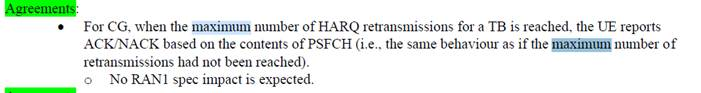 Agreements:
• For CG, when the maximum number of HARQ retransmissions for a TB is reached, the UE reports
ACK/NACK based on the contents of PSFCH (i.e., the same behaviour as if the maximum number of
retransmissions had not been reached).
o No RAN1 spec impact is expected.